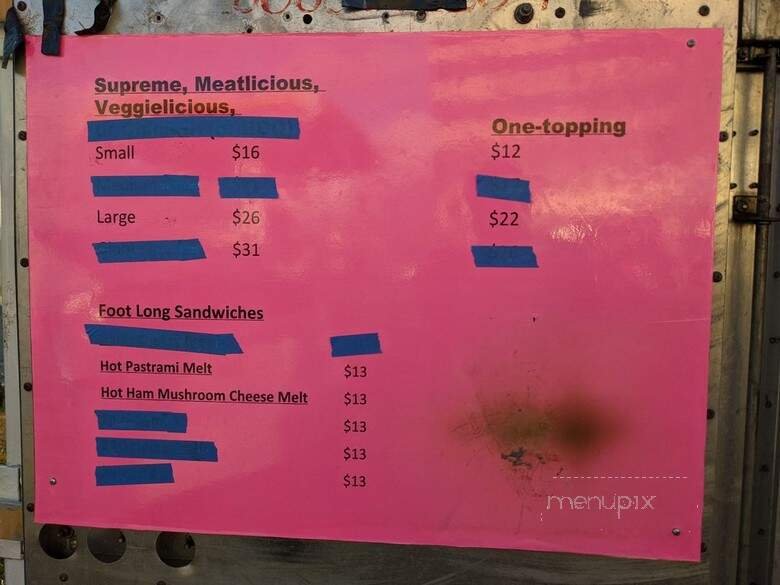 Supreme, Meatlicious,
Veggielicious,
One-topping
Small $16 $12
Large $26 $22
$31
Foot Long Sandwiches
Hot Pastrami Melt $13
Hot Ham Mushroom Cheese Melt $13
$13
$13
$13
menupix